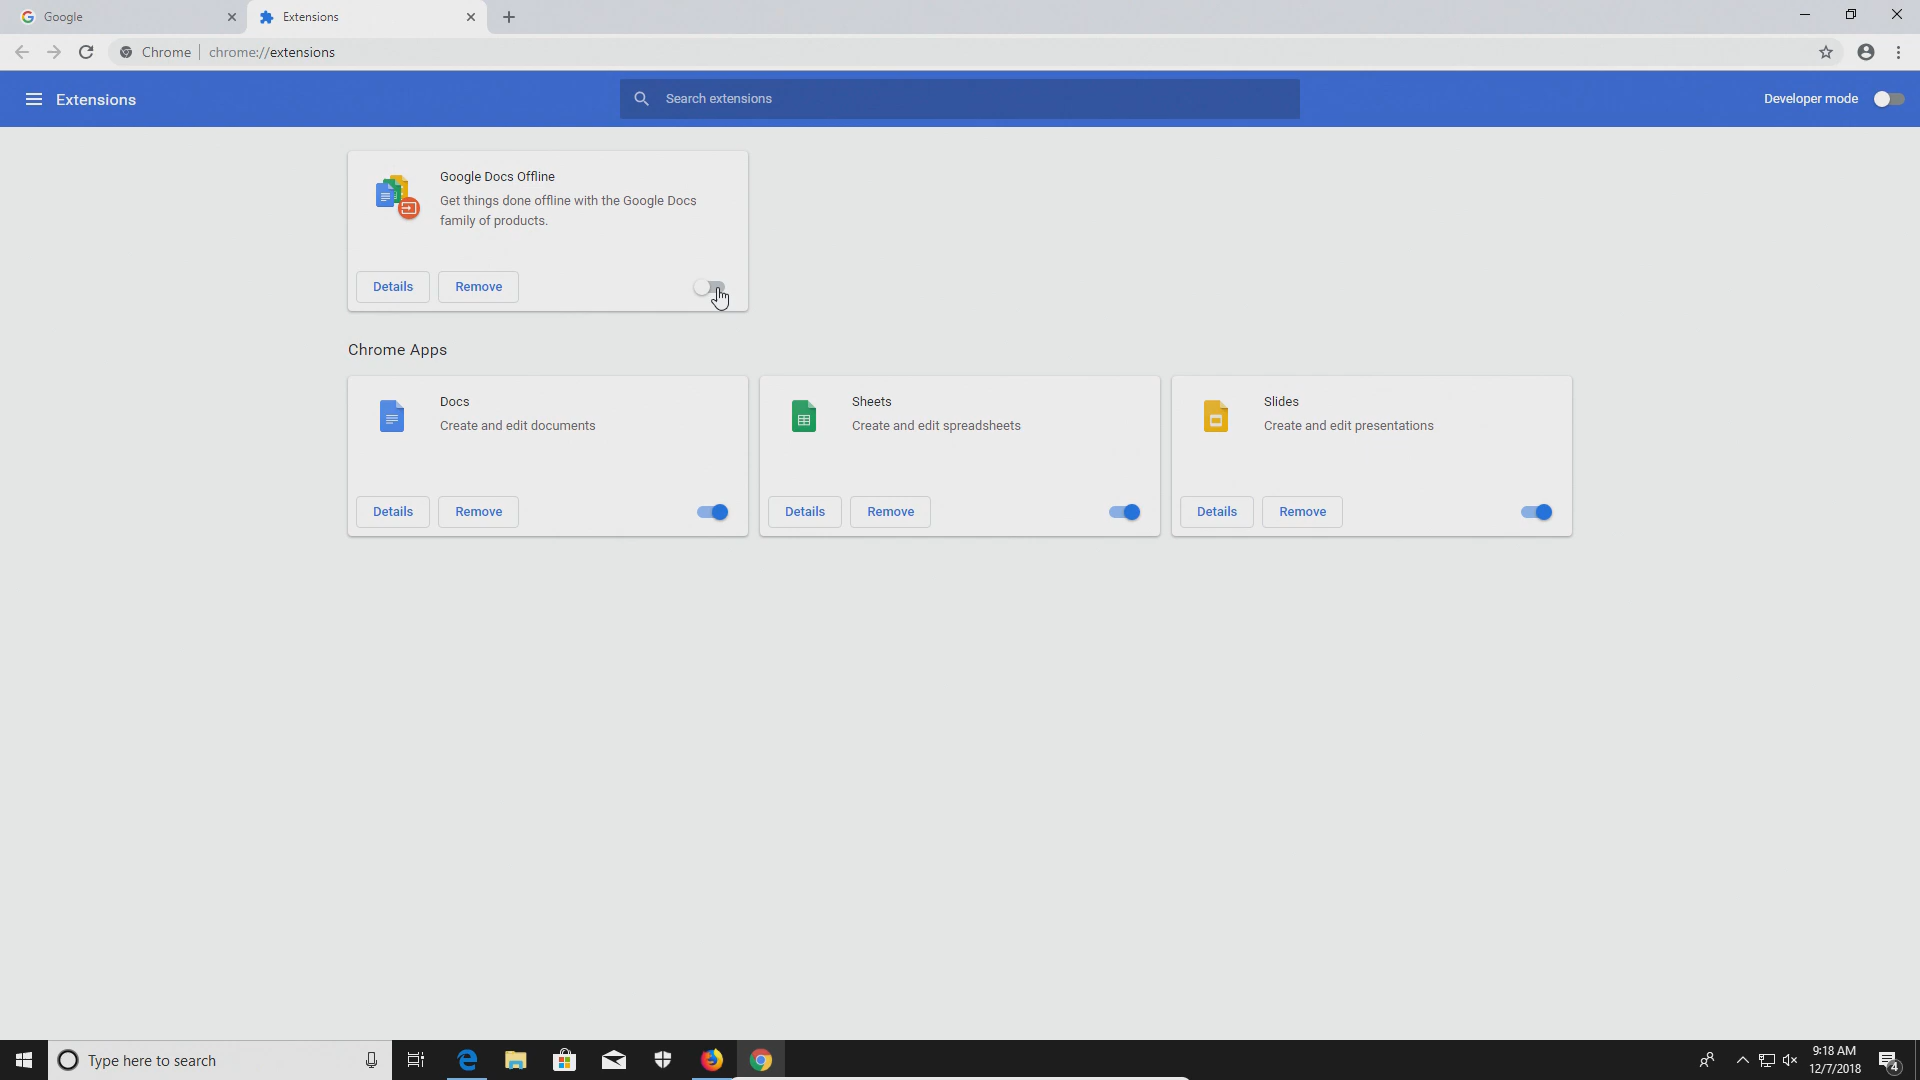 Google
Extensions
Chrome chrome://extensions
Extensions
Search extensions
Developer mode
Google Docs Offline
Get things done offline with the Google Docs
family of products.
Details
Remove
Chrome Apps
Docs
Create and edit documents
Details
Remove
Sheets
Create and edit spreadsheets
Details
Remove
Slides
Create and edit presentations
Details
Remove
Type here to search
9:18 AM
12/7/2018
4